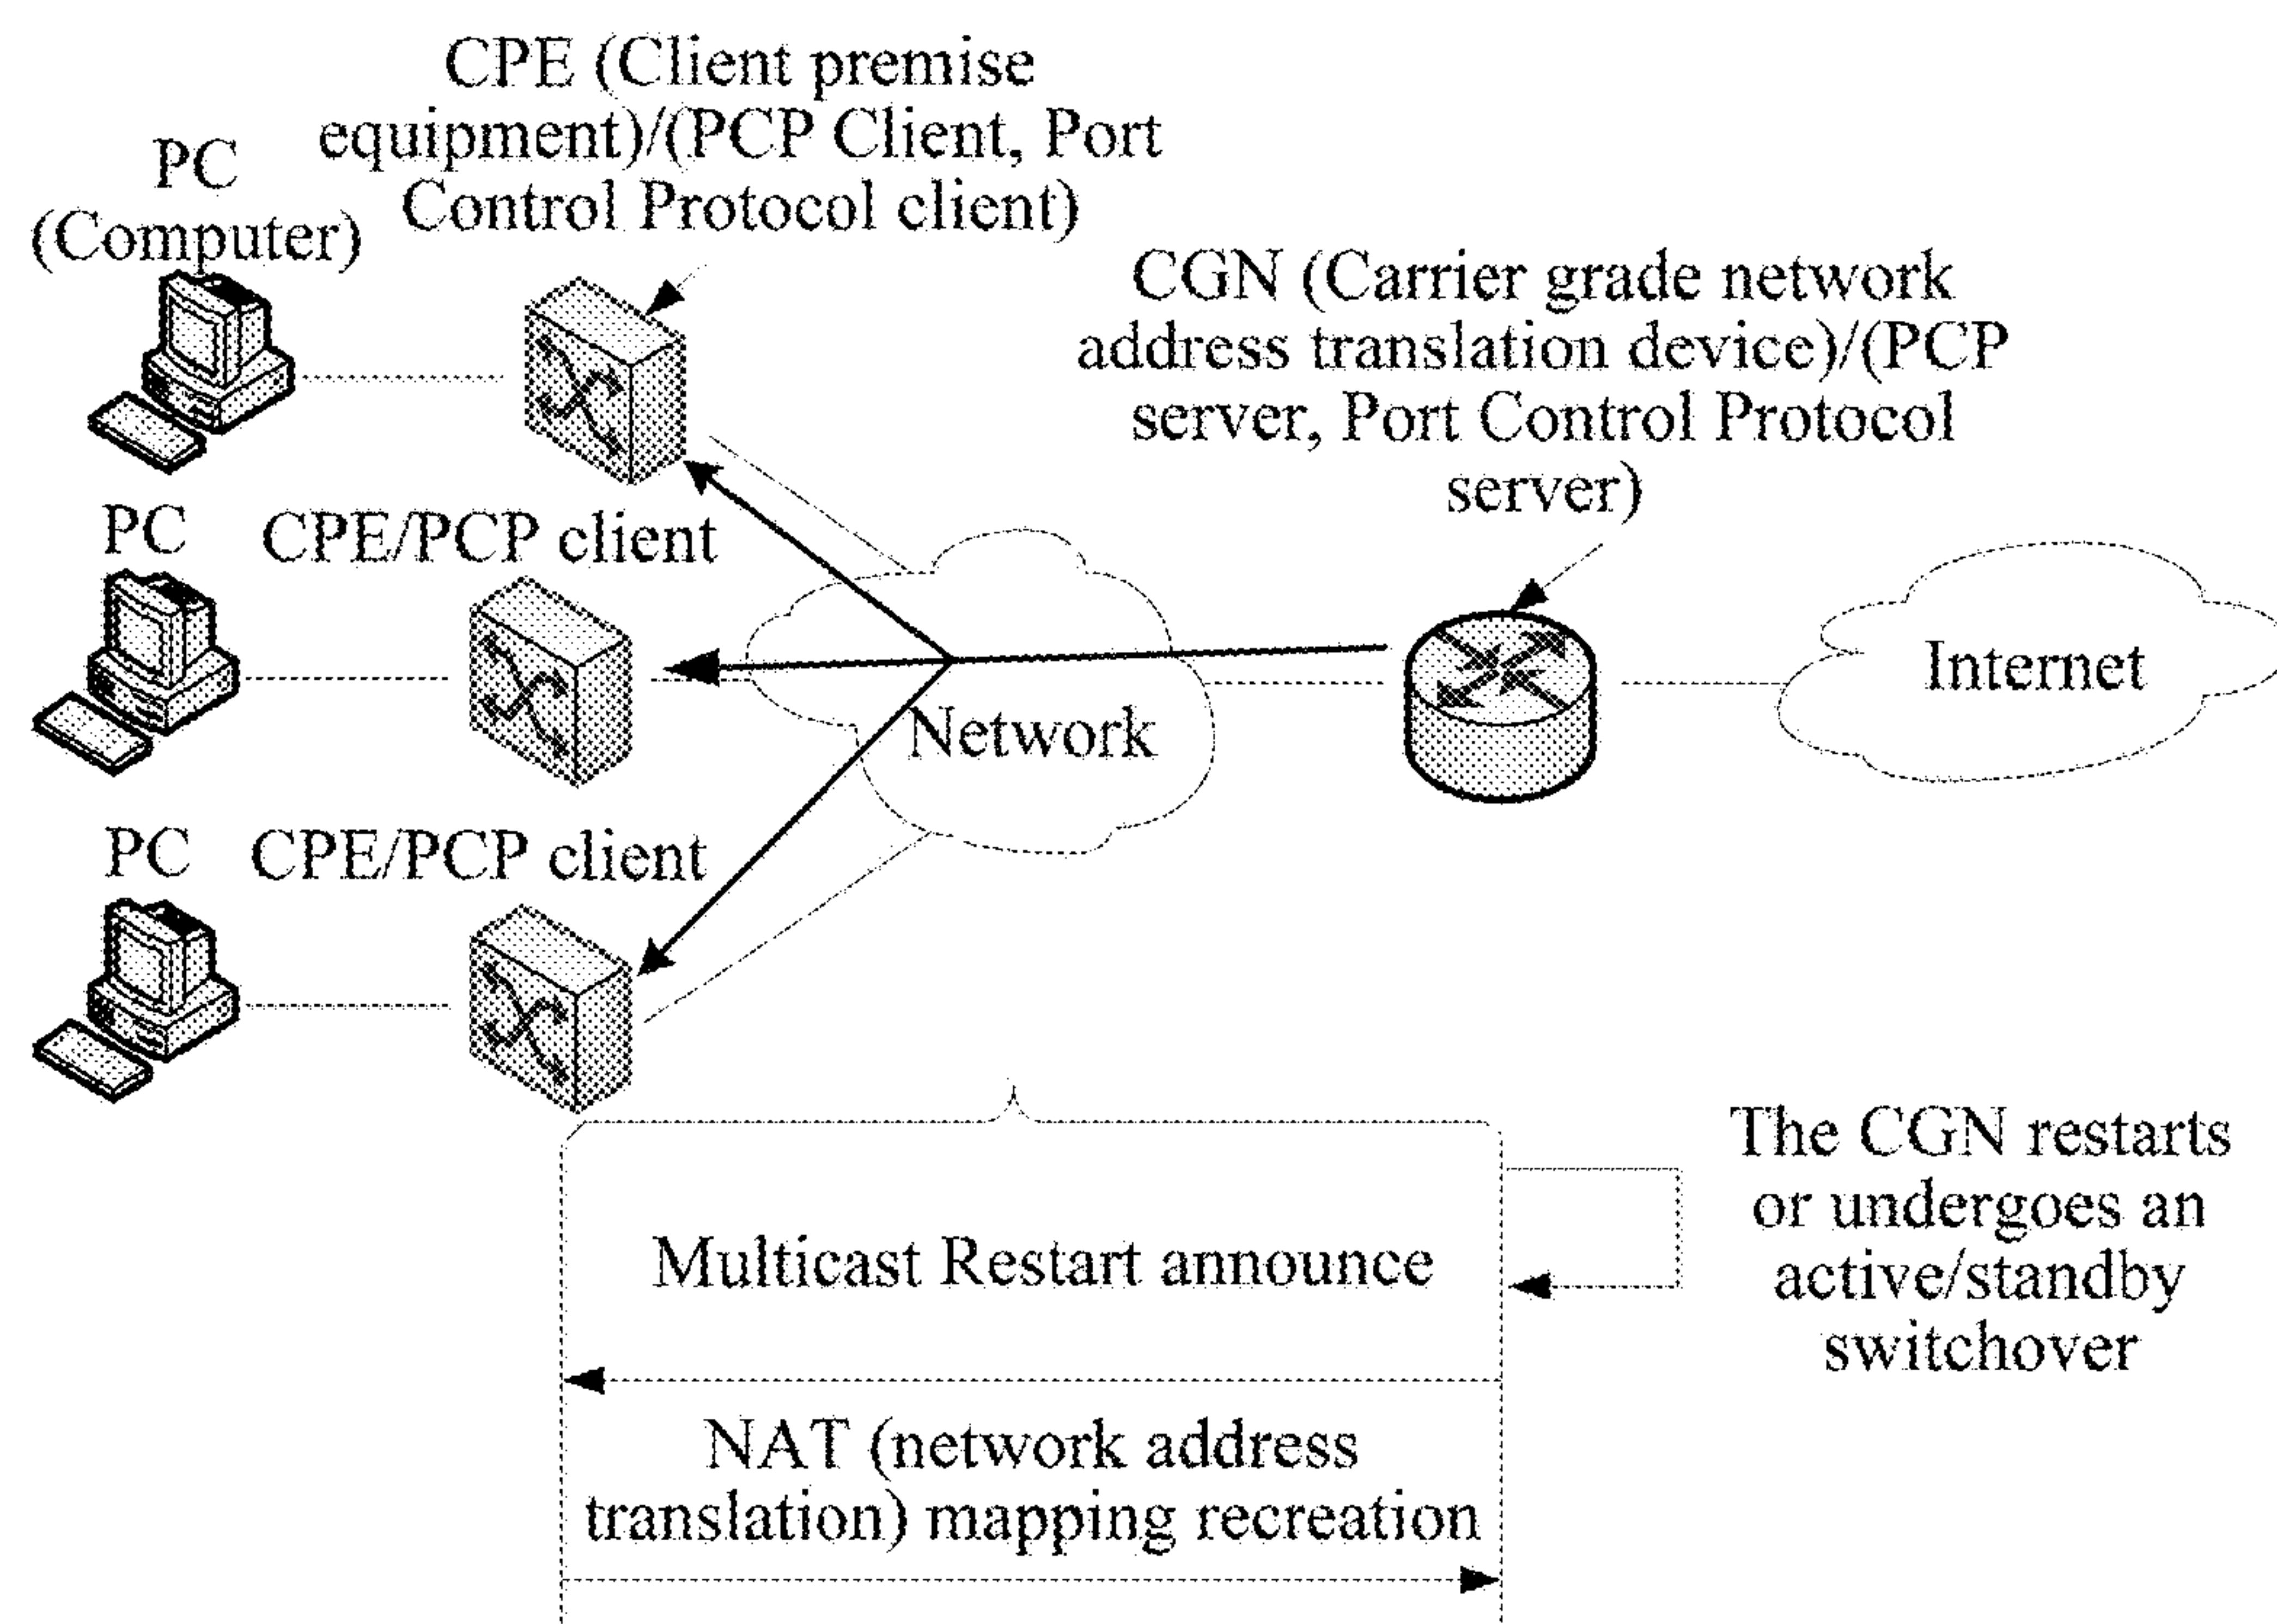 CPE (Client premise
equipment)/(PCP Client, Port
Control Protocol client)
PC
(Computer)
CGN (Carrier grade network
address translation device)/(PCP
server, Port Control Protocol
server)
PC
CPE/PCP client
Internet
Network
PC
CPE/PCP client
The CGN restarts
or undergoes an
active/standby
switchover
Multicast Restart announce
NAT (network address
translation) mapping recreation